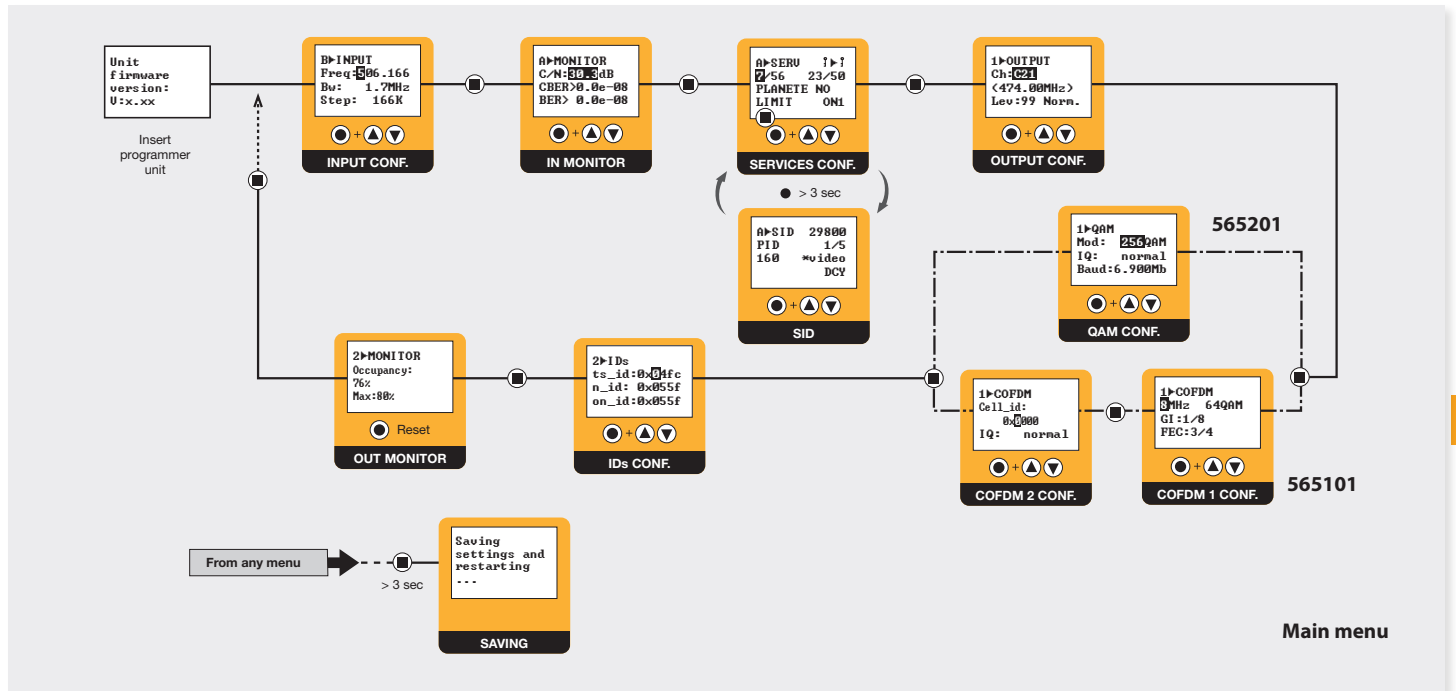 Unit
firmware
version:
V:x.xx
Insert
programmer
unit
B▶INPUT
Freq:506.166
Bw: 1.7MHz
Step: 166K
+
INPUT CONF.
A▶MONITOR
C/N:30.3dB
CBER>0.0e-08
BER> 0.0e-08
+
IN MONITOR
A▶SERV ?▶?
7/56 23/50
PLANETE NO
LIMIT ON1
+
SERVICES CONF.
> 3 sec
A▶SID 29800
PID 1/5
160 *video
DCY
+
SID
1▶OUTPUT
Ch:C21
(474.00MHz)
Lev:99 Norm.
+
OUTPUT CONF.
1▶QAM
Mod: 256QAM
IQ: normal
Baud:6.900Mb
+
QAM CONF.
565201
2▶MONITOR
Occupancy:
76%
Max:80%
Reset
OUT MONITOR
2▶IDs
ts_id:0x04fc
n_id: 0x055f
on_id:0x055f
+
IDs CONF.
1▶COFDM
Cell_id:
0x0000
IQ: normal
+
COFDM 2 CONF.
1▶COFDM
8MHz 64QAM
GI:1/8
FEC:3/4
+
COFDM 1 CONF.
565101
From any menu
> 3 sec
Saving
settings and
restarting
...
SAVING
Main menu